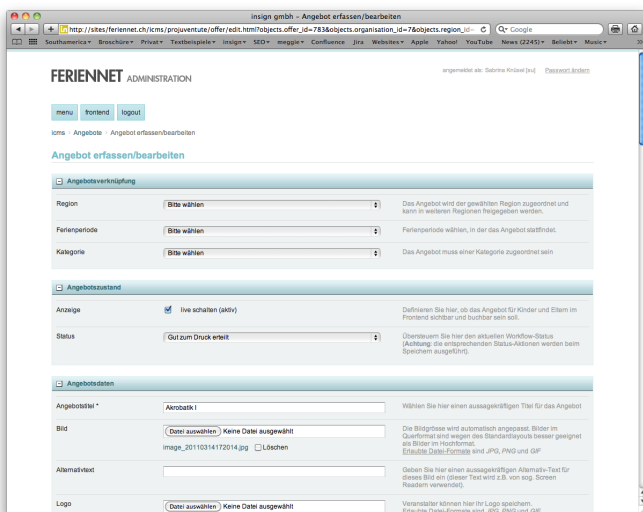 insign gmbh – Angebot erfassen/bearbeiten
http://sites/feriennet.ch/icms/projuventute/offer/edit.html?objects.offer_id=783&objects.organisation_id=7&objects.region_id=
Google
Southamerica Broschüre Privat Textbeispiele insign SEO meggie Confluence Jira Websites Apple Yahoo! YouTube News (2245) Beliebt Music
FERIENNET ADMINISTRATION
angemeldet als: Sabrina Knüsel [su] Passwort ändern
menu frontend logout
icms › Angebote › Angebot erfassen/bearbeiten
Angebot erfassen/bearbeiten
Angebotsverknüpfung
Region Bitte wählen Das Angebot wird der gewählten Region zugeordnet und
kann in weiteren Regionen freigegeben werden.
Ferienperiode Bitte wählen Ferienperiode wählen, in der das Angebot stattfindet.
Kategorie Bitte wählen Das Angebot muss einer Kategorie zugeordnet sein
Angebotszustand
Anzeige live schalten (aktiv) Definieren Sie hier, ob das Angebot für Kinder und Eltern im
Frontend sichtbar und buchbar sein soll.
Status Gut zum Druck erteilt Übersteuern Sie hier den aktuellen Workflow-Status
(Achtung: die entsprechenden Status-Aktionen werden beim
Speichern ausgeführt).
Angebotsdaten
Angebotstitel * Akrobatik I Wählen Sie hier einen aussagekräftigen Titel für das Angebot
Bild Datei auswählen Keine Datei ausgewählt Die Bildgrösse wird automatisch angepasst. Bilder im
Querformat sind wegen des Standardlayouts besser geeignet
image_20110314172014.jpg Löschen als Bilder im Hochformat.
Erlaubte Datei-Formate sind JPG, PNG und GIF
Alternativtext Geben Sie hier einen aussagekräftigen Alternativ-Text für
dieses Bild ein (dieser Text wird z.B. von sog. Screen
Readern verwendet).
Logo Datei auswählen Keine Datei ausgewählt Veranstalter können hier ihr Logo speichern.
Erlaubte Datei-Formate sind JPG, PNG und GIF